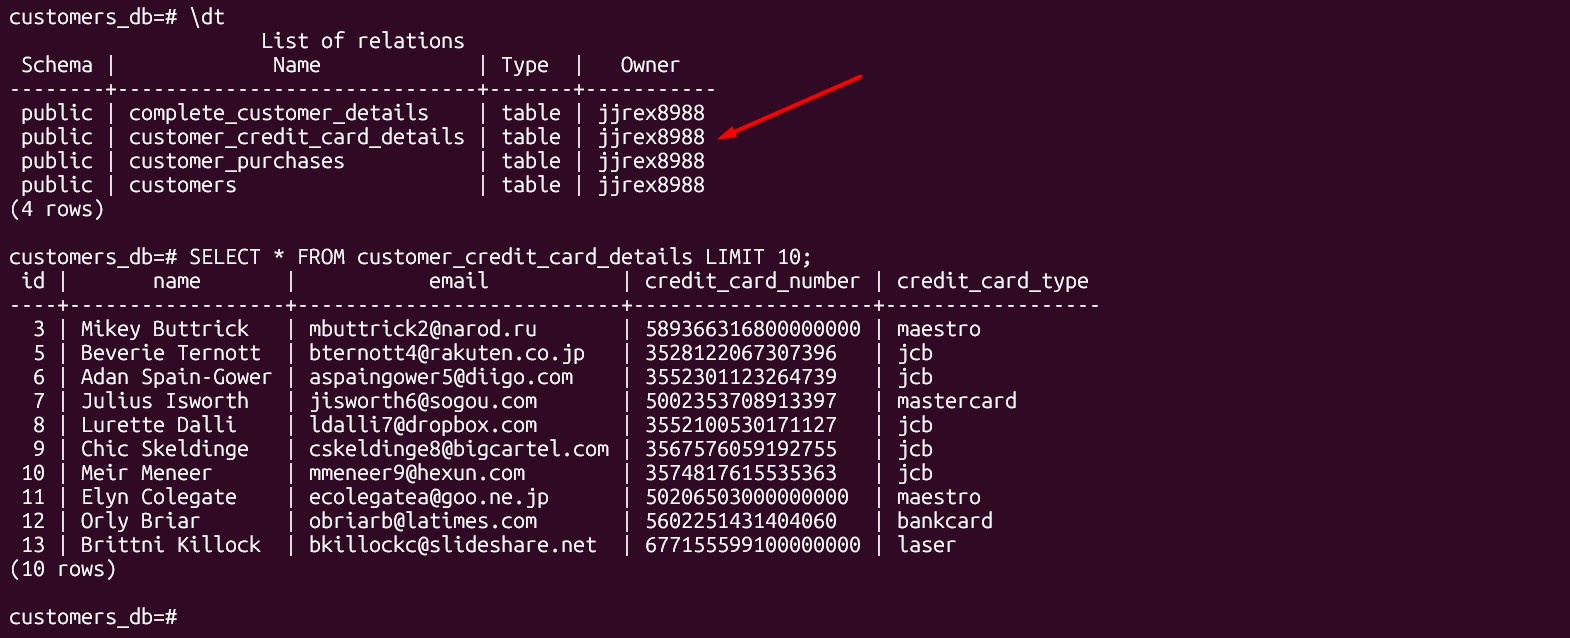 customers_db=# \dt
List of relations
Schema | Name | Type | Owner
--------+------------------------------+-------+-----------
public | complete_customer_details | table | jjrex8988
public | customer_credit_card_details | table | jjrex8988
public | customer_purchases | table | jjrex8988
public | customers | table | jjrex8988
(4 rows)
customers_db=# SELECT * FROM customer_credit_card_details LIMIT 10;
id | name | email | credit_card_number | credit_card_type
----+------------------+---------------------------+--------------------+------------------
3 | Mikey Buttrick | mbuttrick2@narod.ru | 589366316800000000 | maestro
5 | Beverie Ternott | bternott4@rakuten.co.jp | 3528122067307396 | jcb
6 | Adan Spain-Gower | aspaingower5@diigo.com | 3552301123264739 | jcb
7 | Julius Isworth | jisworth6@sogou.com | 5002353708913397 | mastercard
8 | Lurette Dalli | ldalli7@dropbox.com | 3552100530171127 | jcb
9 | Chic Skeldinge | cskeldinge8@bigcartel.com | 3567576059192755 | jcb
10 | Meir Meneer | mmeneer9@hexun.com | 3574817615535363 | jcb
11 | Elyn Colegate | ecolegatea@goo.ne.jp | 50206503000000000 | maestro
12 | Orly Briar | obriarb@latimes.com | 5602251431404060 | bankcard
13 | Brittni Killock | bkillockc@slideshare.net | 677155599100000000 | laser
(10 rows)
customers_db=#